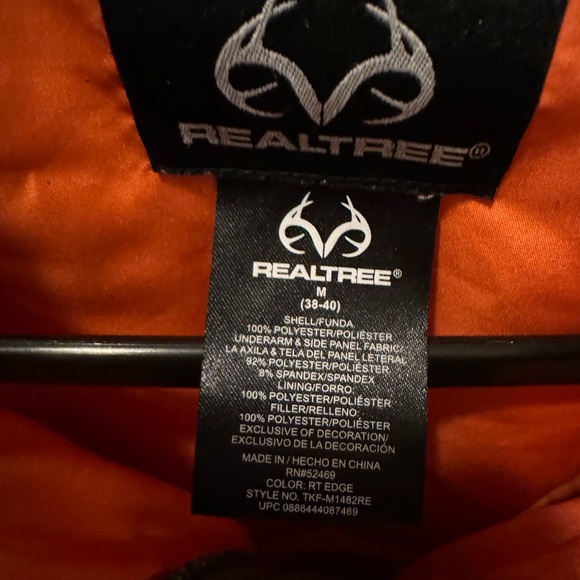 REALTREE®
REALTREE®
M
(38-40)
SHELL/FUNDA
100% POLYESTER/POLIÉSTER
UNDERARM & SIDE PANEL FABRIC:
LA AXILA & TELA DEL PANEL LETERAL
92% POLYESTER/POLIÉSTER
8% SPANDEX/SPANDEX
LINING/FORRO:
100% POLYESTER/POLIÉSTER
FILLER/RELLENO:
100% POLYESTER/POLIÉSTER
EXCLUSIVE OF DECORATION/
EXCLUSIVO DE LA DECORACIÓN
MADE IN / HECHO EN CHINA
RN#52469
COLOR: RT EDGE
STYLE NO. TKF-M1482RE
UPC 0886444087469